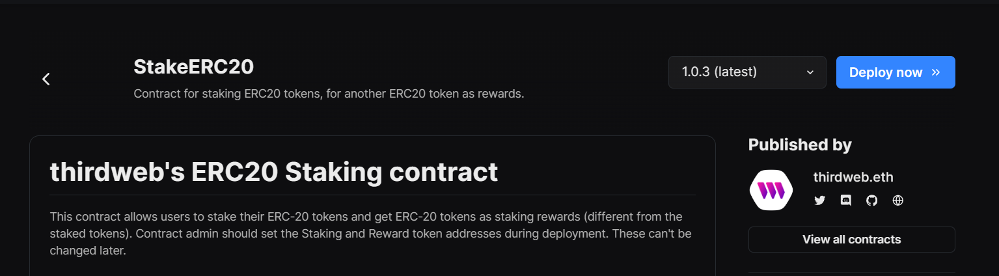 StakeERC20
Contract for staking ERC20 tokens, for another ERC20 token as rewards.
1.0.3 (latest)
Deploy now
thirdweb's ERC20 Staking contract
This contract allows users to stake their ERC-20 tokens and get ERC-20 tokens as staking rewards (different from the
staked tokens). Contract admin should set the Staking and Reward token addresses during deployment. These can't be
changed later.
Published by
thirdweb.eth
View all contracts